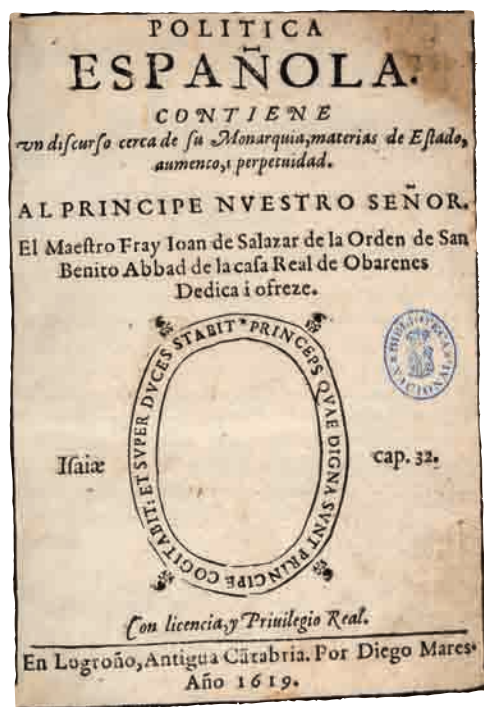 POLITICA
ESPAÑOLA.
CONTIENE
vn discurso cerca de su Monarquia, materias de Estado,
aumento, i perpetuidad.
AL PRINCIPE NVESTRO SEÑOR.
El Maestro Fray Ioan de Salazar de la Orden de San
Benito Abbad de la casa Real de Obarenes
Dedica i ofreze.
PRINCEPS QVAE DIGNA SVNT PRINCIPE COGITABIT: ET SVPER DVCES STABIT
BIBLIOTECA
Isaiæ
cap. 32.
Con licencia, y Priuilegio Real.
En Logroño, Antigua Cãtabria. Por Diego Mares.
Año 1619.